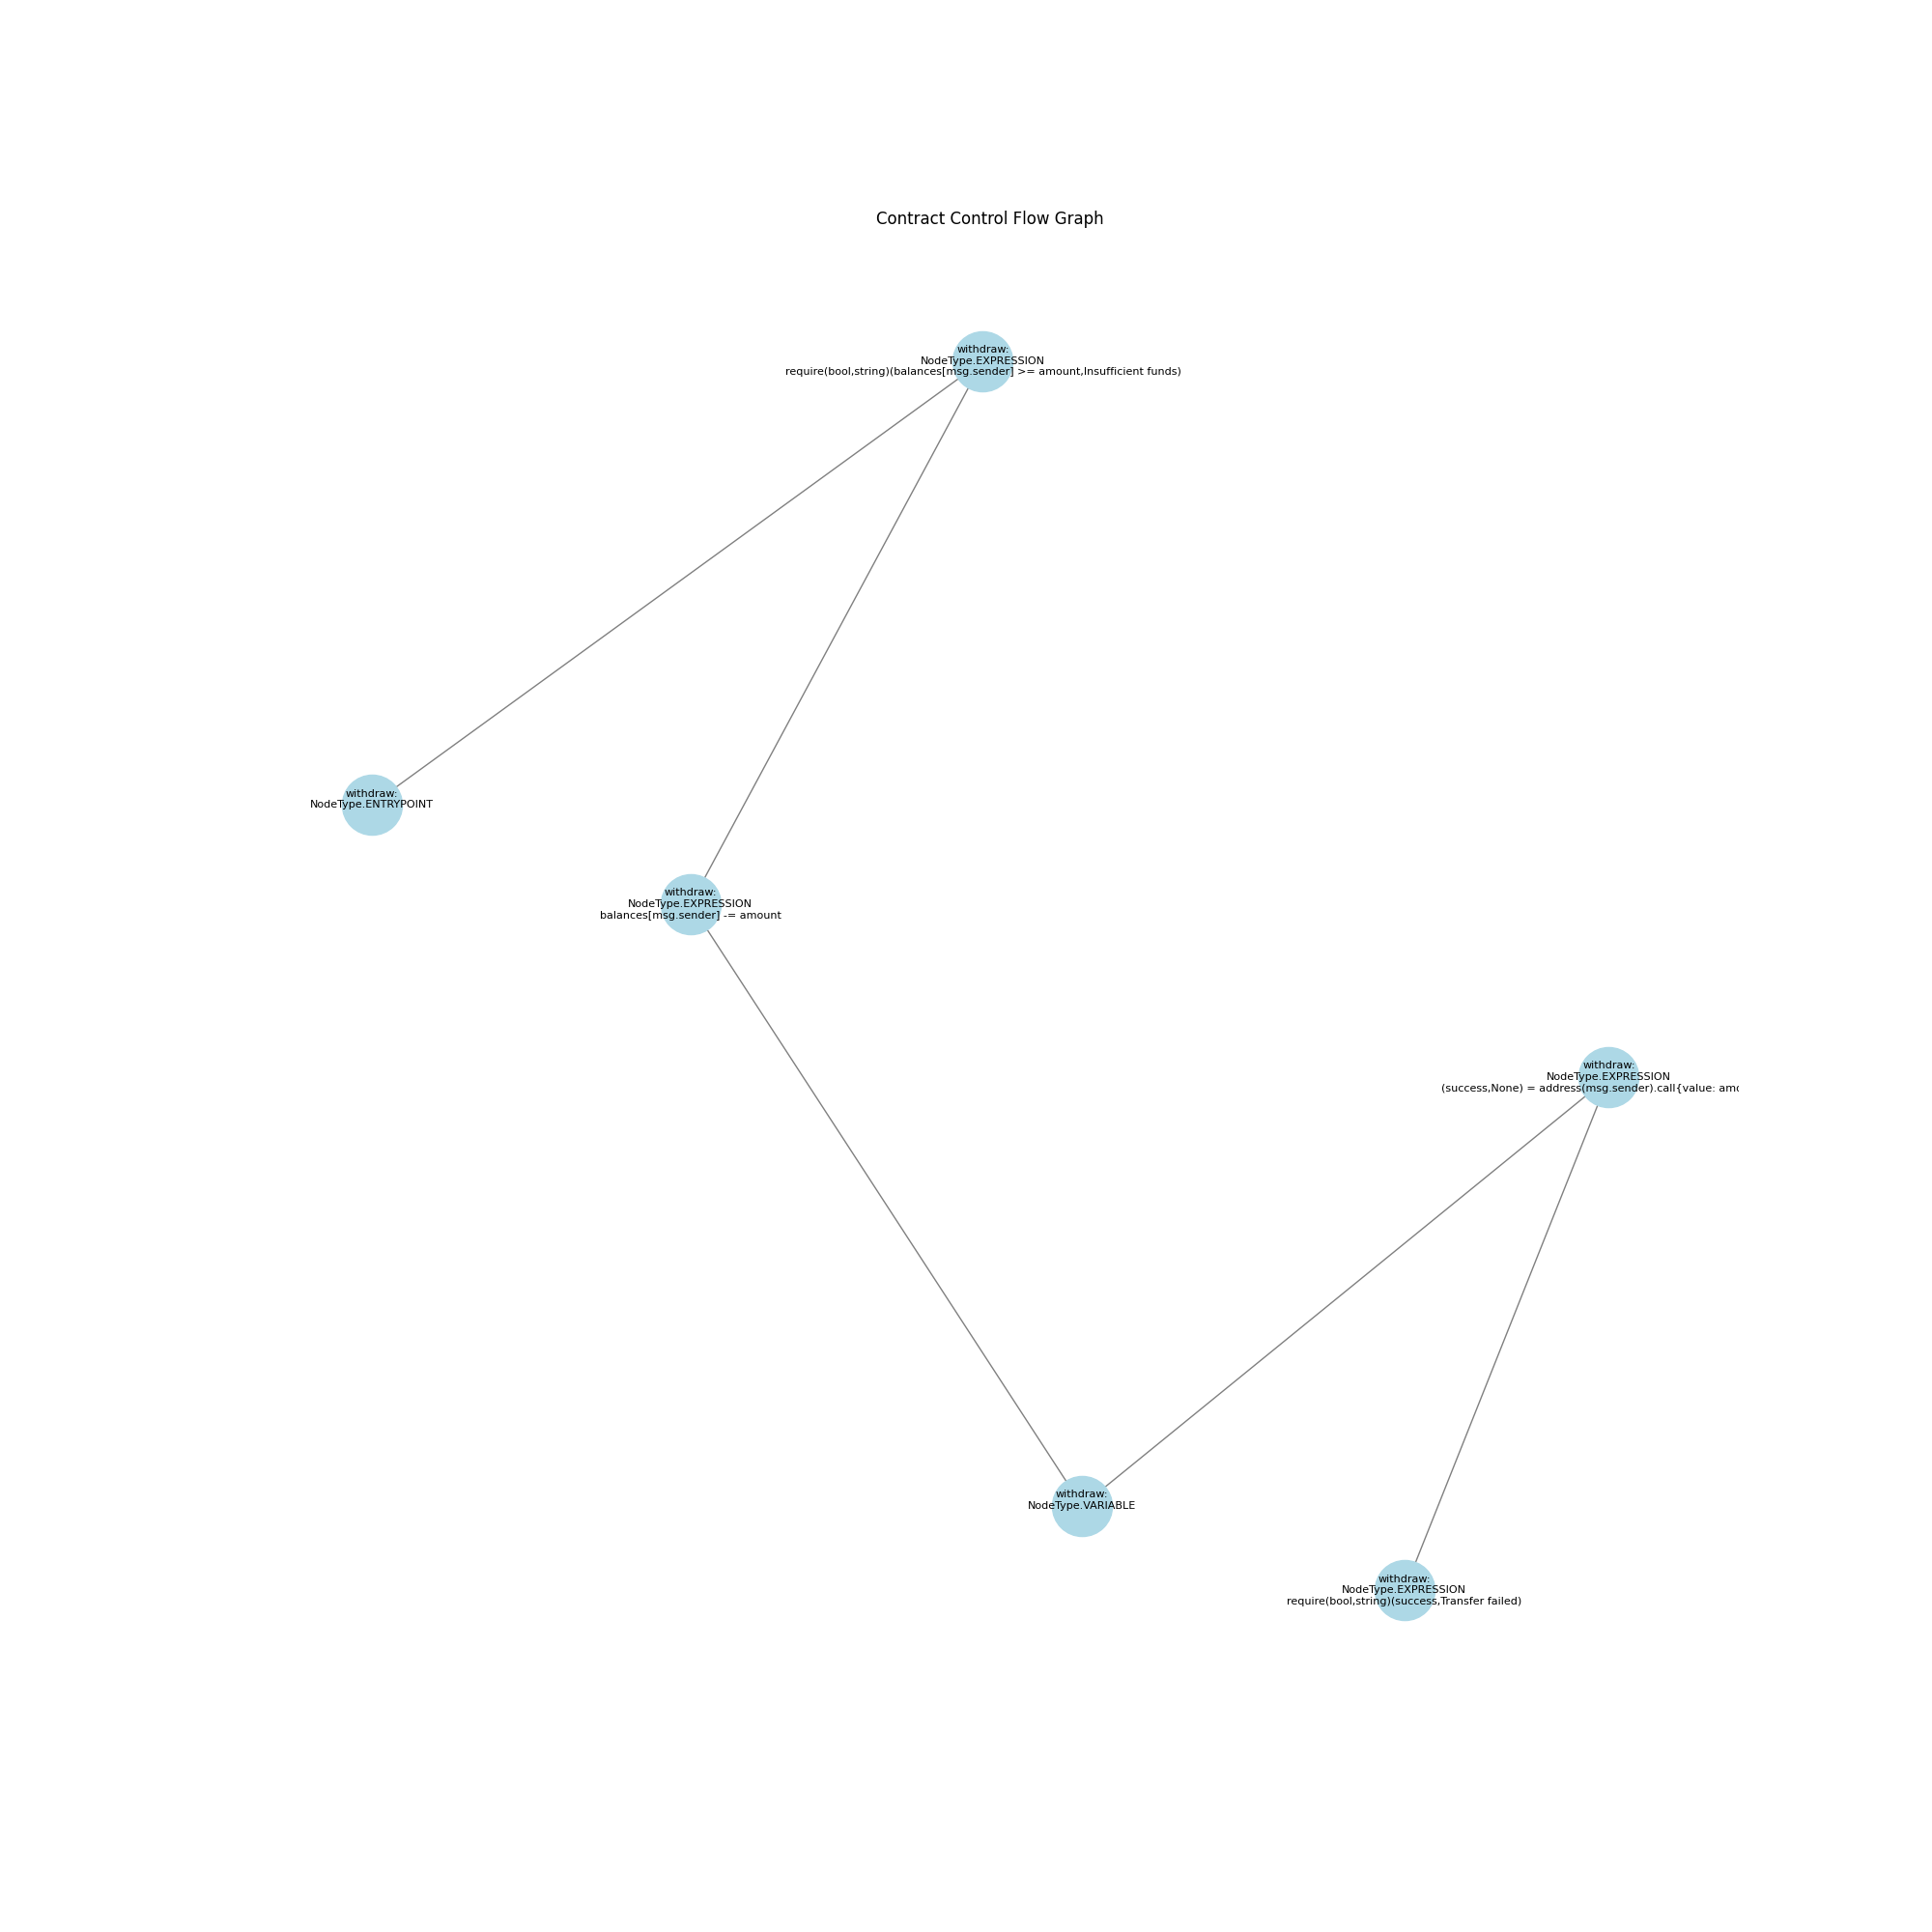 Contract Control Flow Graph
withdraw:
NodeType.EXPRESSION
require(bool,string)(balances[msg.sender] >= amount,Insufficient funds)
withdraw:
NodeType.ENTRYPOINT
withdraw:
NodeType.EXPRESSION
balances[msg.sender] -= amount
withdraw:
NodeType.EXPRESSION
(success,None) = address(msg.sender).call{value:
withdraw:
NodeType.VARIABLE
withdraw:
NodeType.EXPRESSION
require(bool,string)(success,Transfer failed)